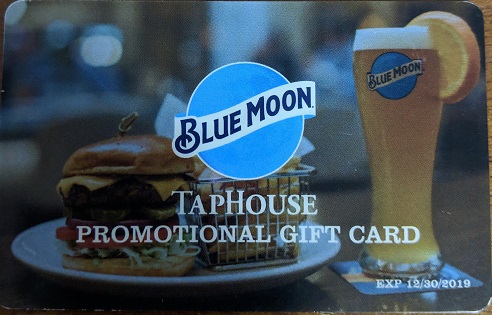 BLUE MOON
BLUE MOON
TAPHOUSE
PROMOTIONAL GIFT CARD
EXP 12/30/2019